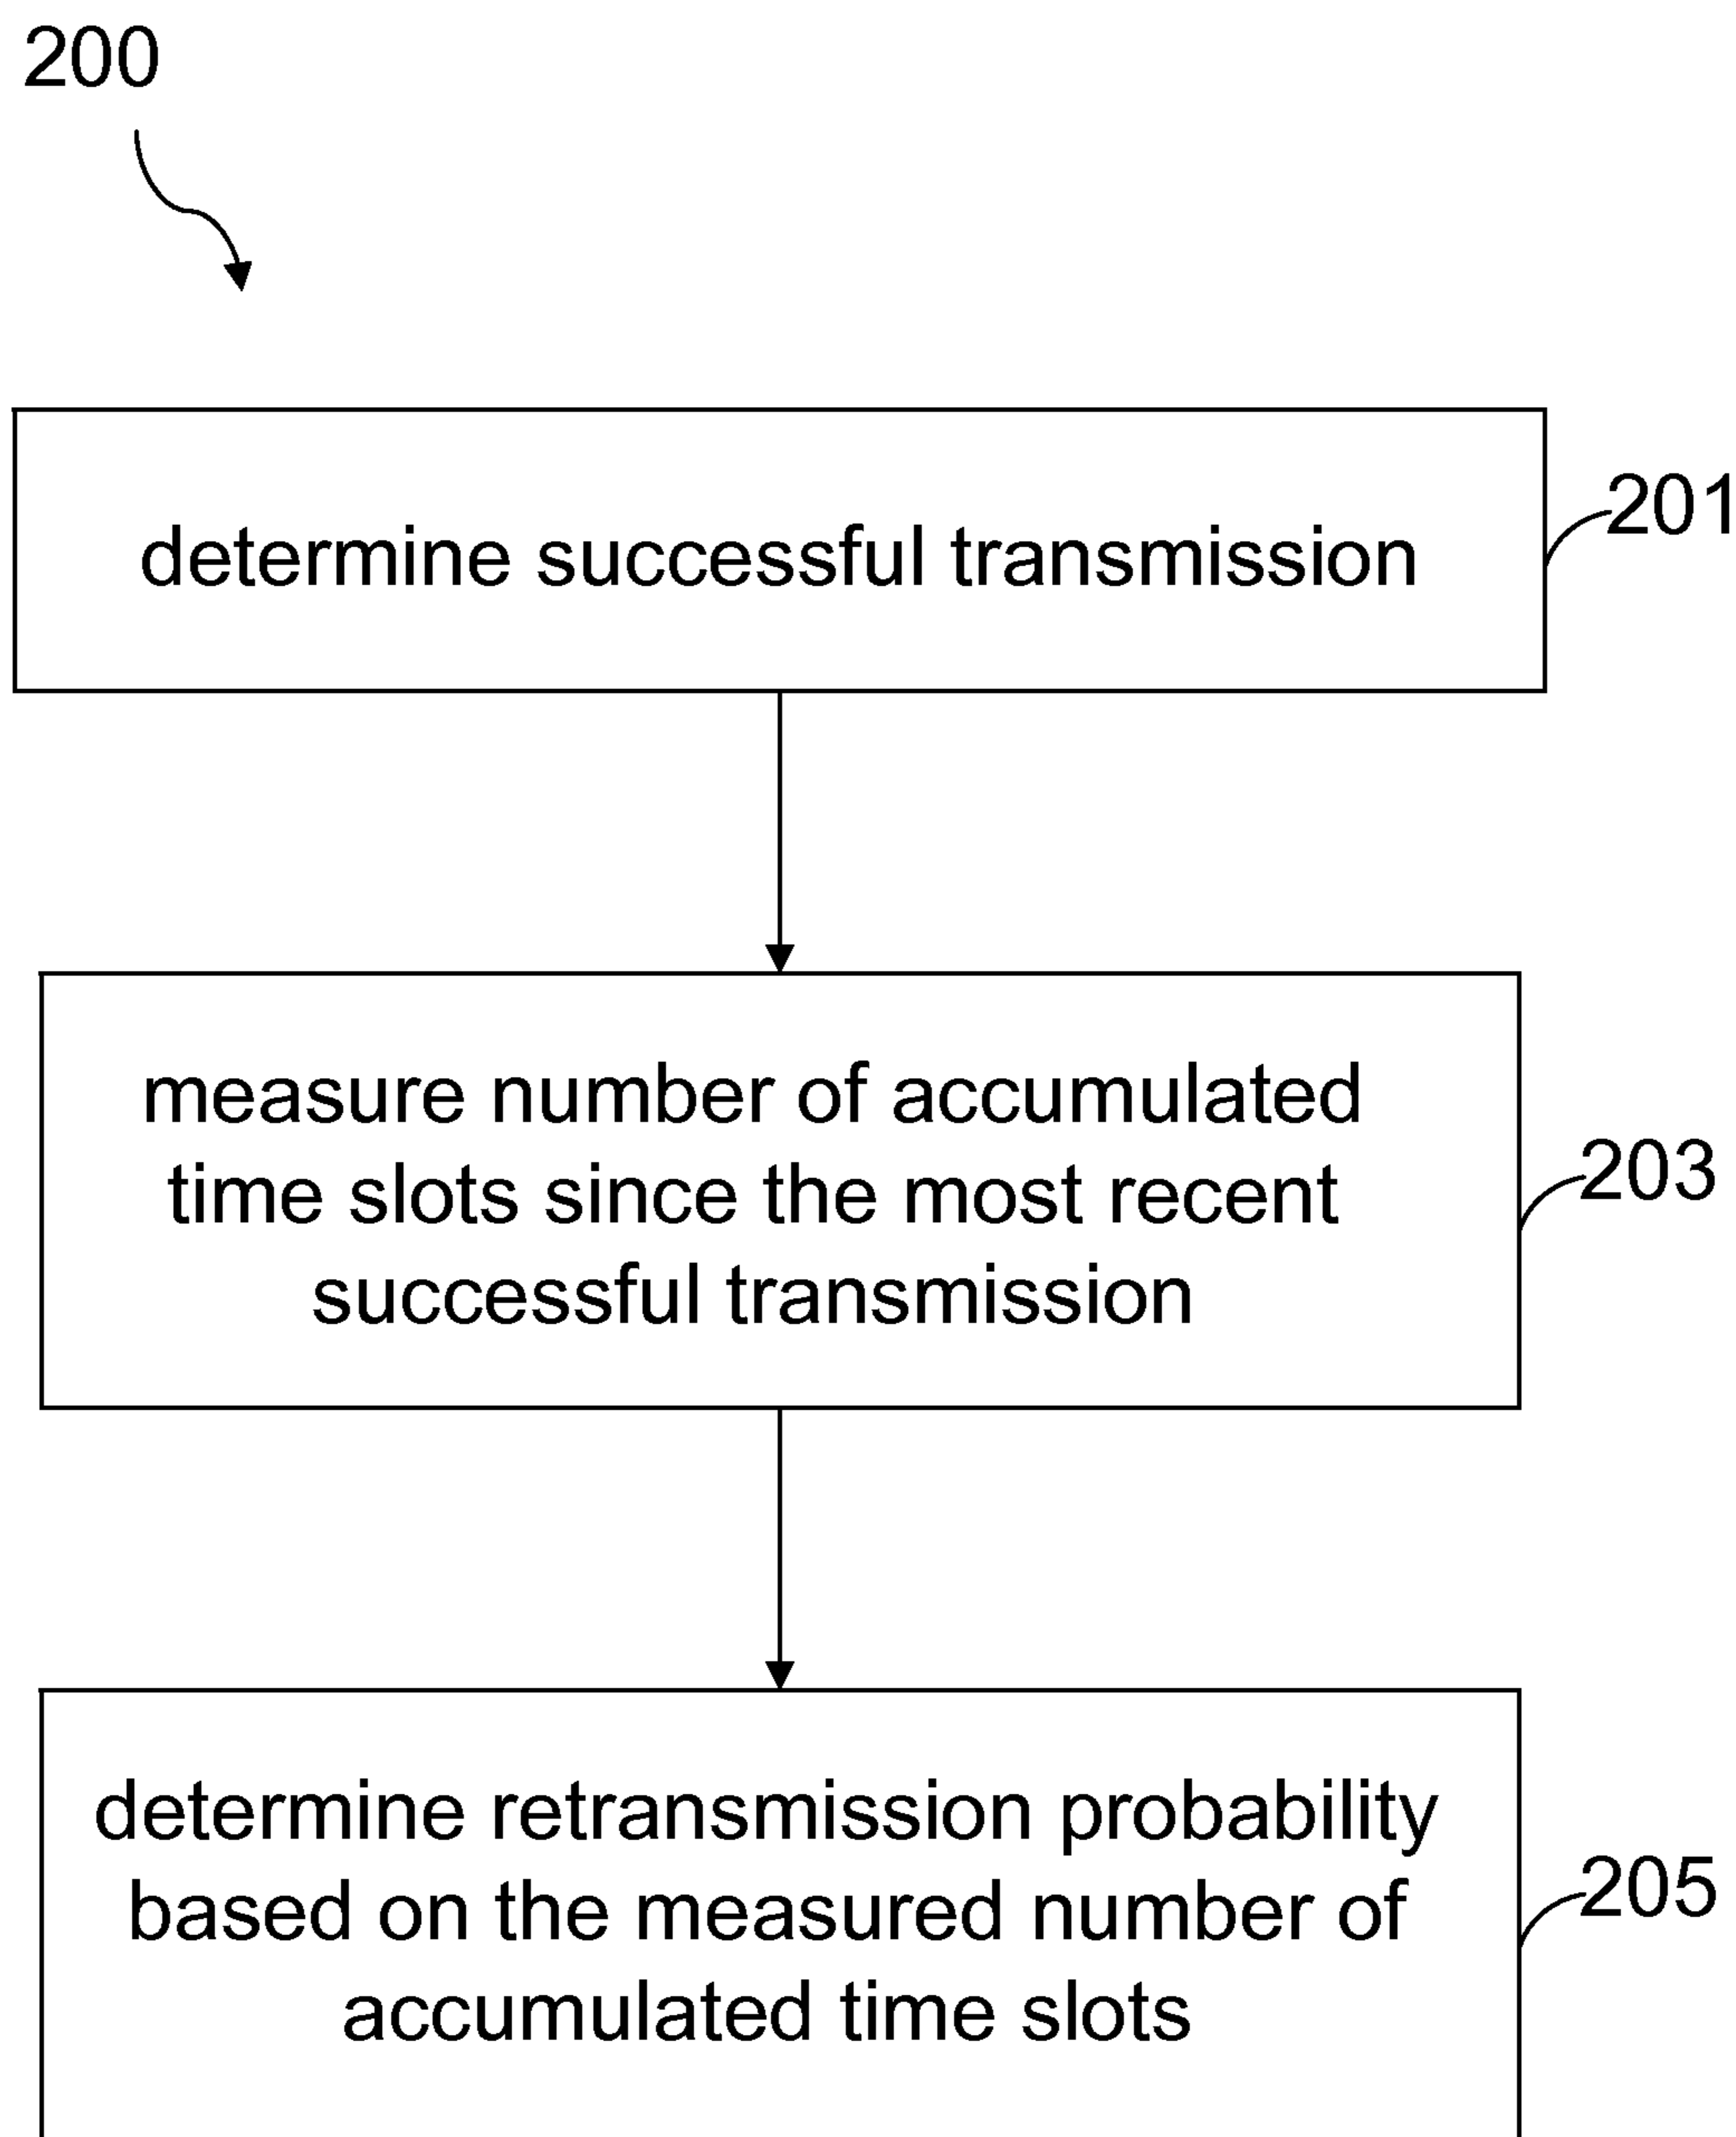 200
determine successful transmission
201
measure number of accumulated
time slots since the most recent
successful transmission
203
determine retransmission probability
based on the measured number of
accumulated time slots
205